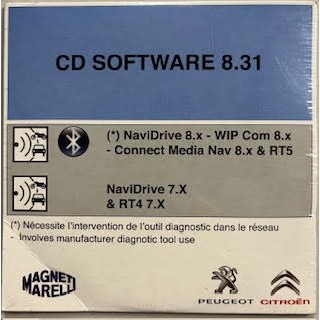 CD SOFTWARE 8.31
(*) NaviDrive 8.x - WIP Com 8.x
- Connect Media Nav 8.x & RT5
NaviDrive 7.X
& RT4 7.X
(*) Nécessite l'intervention de l'outil diagnostic dans le réseau
- Involves manufacturer diagnotic tool use
MAGNETI
MARELLI
PEUGEOT CITROËN